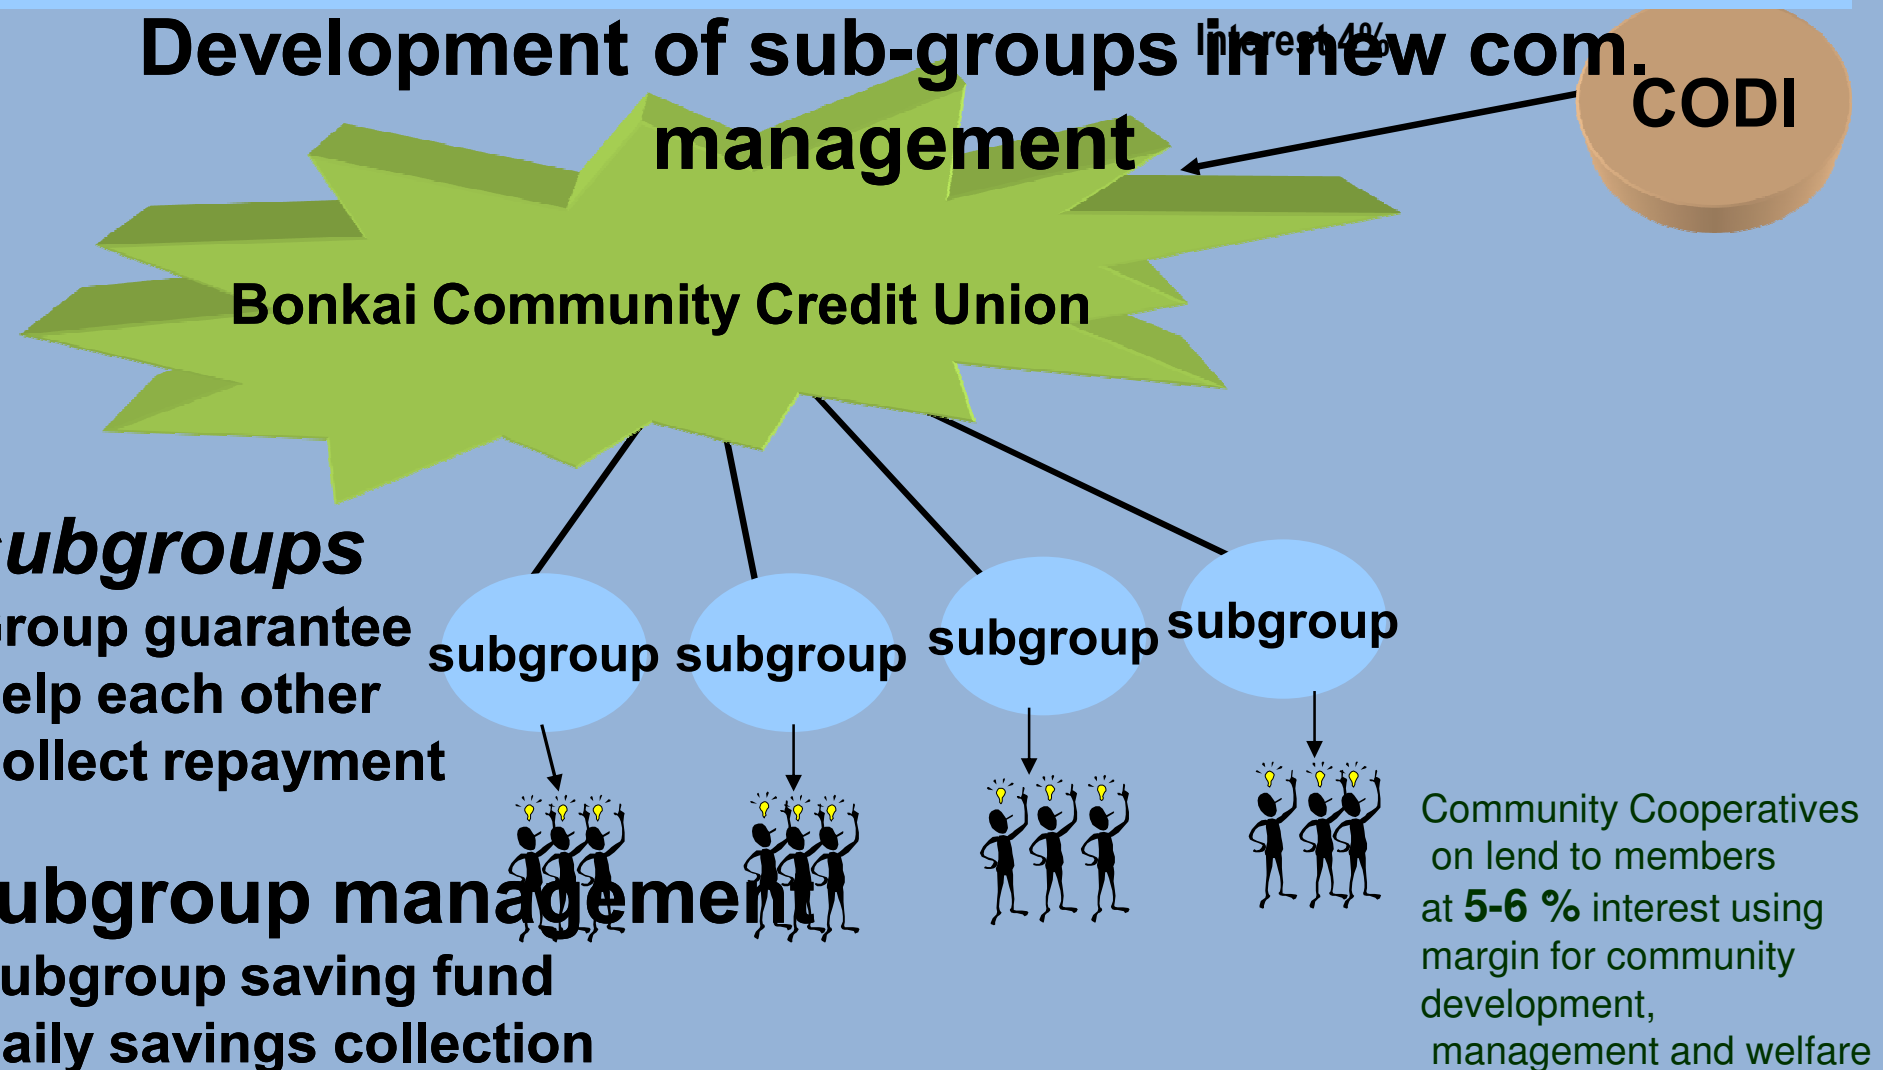 Development of sub-groups in new com.
management
Interest 4%
CODI
Bonkai Community Credit Union
ubgroups
roup guarantee
elp each other
ollect repayment
subgroup subgroup subgroup subgroup
ubgroup management
ubgroup saving fund
aily savings collection
Community Cooperatives
on lend to members
at 5-6 % interest using
margin for community
development,
management and welfare